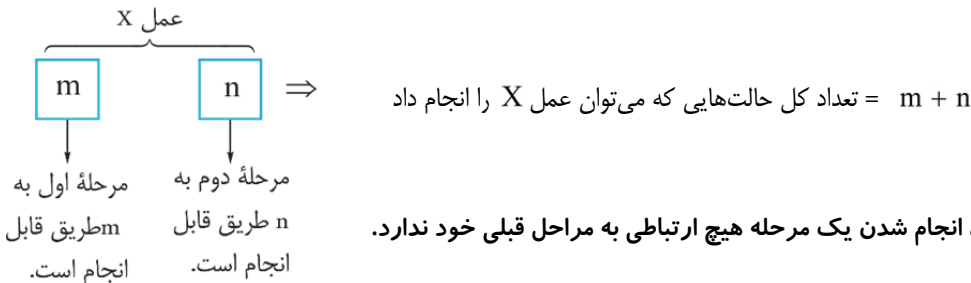 عمل X
m n ⇒
m + n = تعداد کل حالت‌هایی که می‌توان عمل X را انجام داد
مرحلهٔ اول به
mطریق قابل
انجام است.
مرحلهٔ دوم به
n طریق قابل
انجام است.
انجام شدن یک مرحله هیچ ارتباطی به مراحل قبلی خود ندارد.